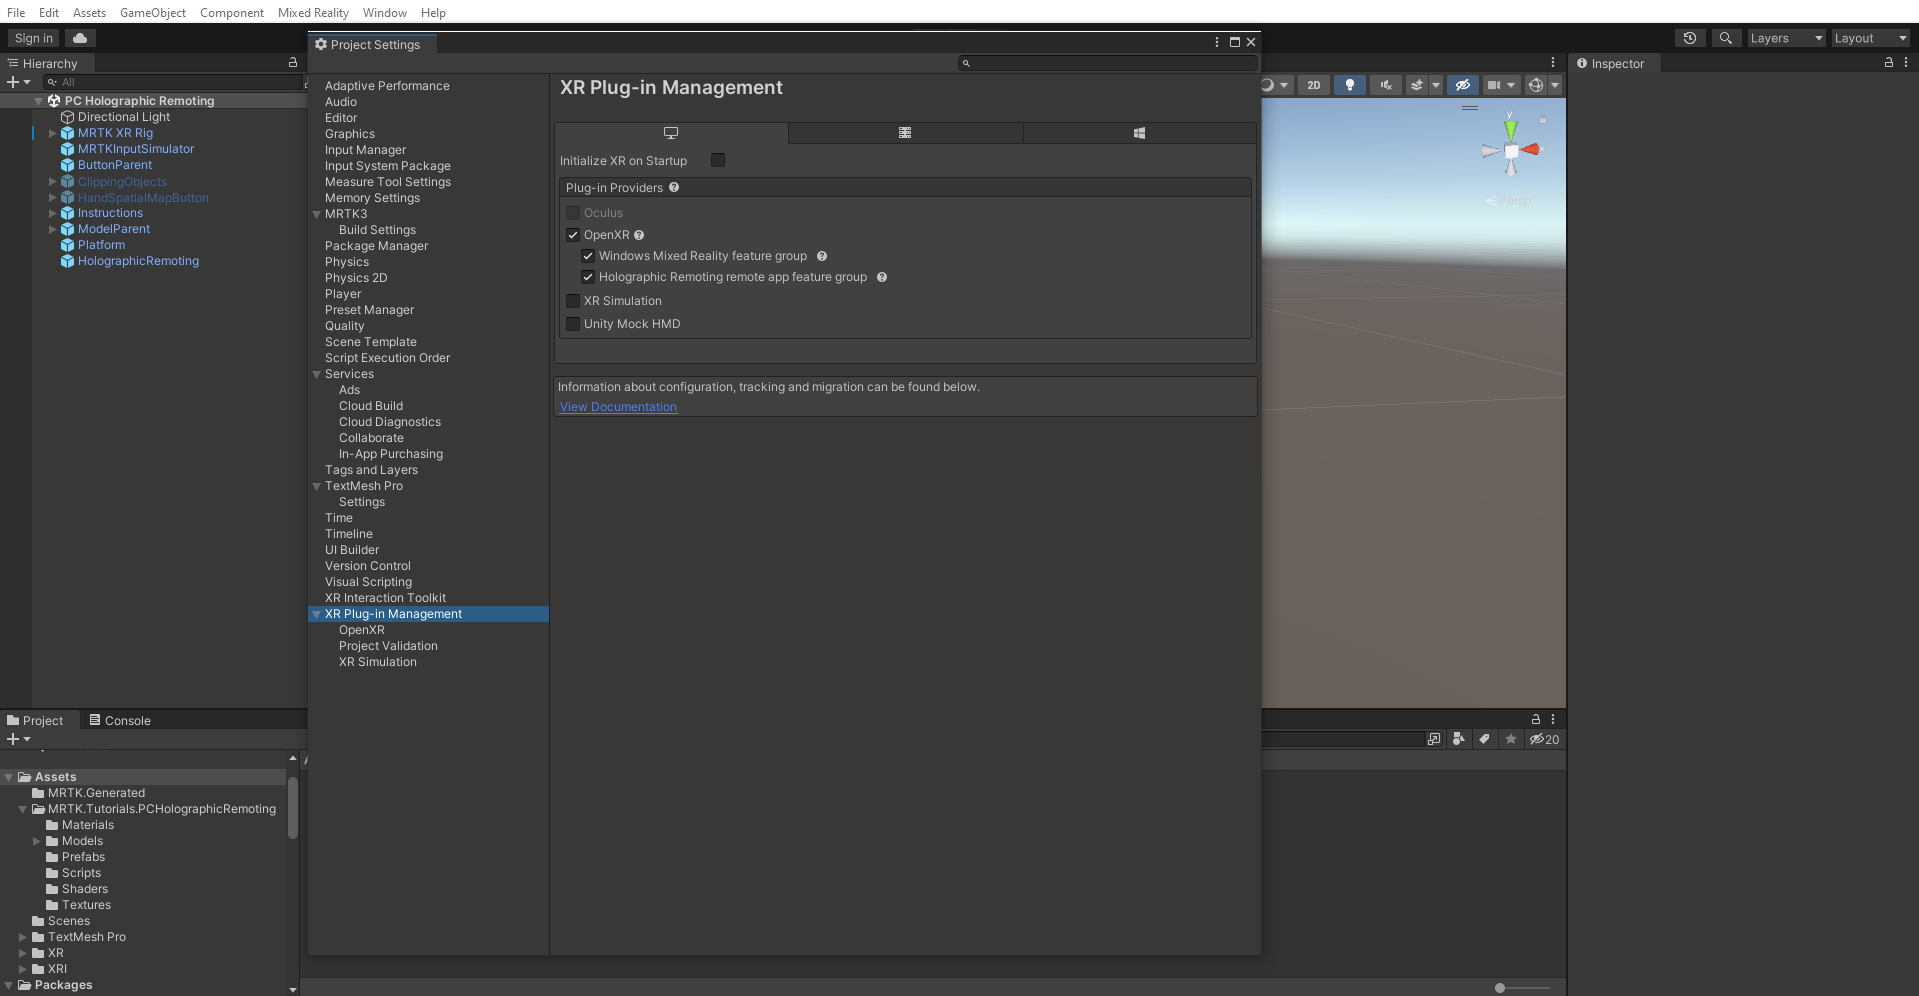 File Edit Assets GameObject Component Mixed Reality Window Help
Sign in
Layers
Layout
Hierarchy
All
PC Holographic Remoting
Directional Light
MRTK XR Rig
MRTKInputSimulator
ButtonParent
ClippingObjects
HandSpatialMapButton
Instructions
ModelParent
Platform
HolographicRemoting
Project Settings
Adaptive Performance
Audio
Editor
Graphics
Input Manager
Input System Package
Measure Tool Settings
Memory Settings
MRTK3
Build Settings
Package Manager
Physics
Physics 2D
Player
Preset Manager
Quality
Scene Template
Script Execution Order
Services
Ads
Cloud Build
Cloud Diagnostics
Collaborate
In-App Purchasing
Tags and Layers
TextMesh Pro
Settings
Time
Timeline
UI Builder
Version Control
Visual Scripting
XR Interaction Toolkit
XR Plug-in Management
OpenXR
Project Validation
XR Simulation
XR Plug-in Management
Initialize XR on Startup
Plug-in Providers
Oculus
OpenXR
Windows Mixed Reality feature group
Holographic Remoting remote app feature group
XR Simulation
Unity Mock HMD
Information about configuration, tracking and migration can be found below.
View Documentation
2D
y
x
Persp
Inspector
Project Console
20
Assets
MRTK.Generated
MRTK.Tutorials.PCHolographicRemoting
Materials
Models
Prefabs
Scripts
Shaders
Textures
Scenes
TextMesh Pro
XR
XRI
Packages